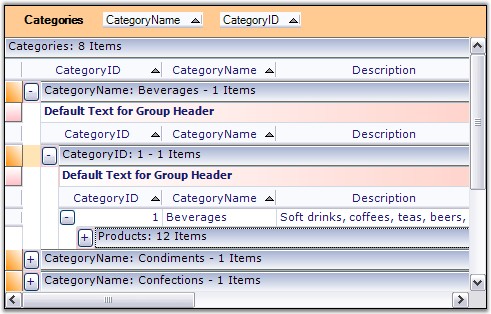 Categories CategoryName CategoryID
Categories: 8 Items
CategoryID CategoryName Description
CategoryName: Beverages - 1 Items
Default Text for Group Header
CategoryID CategoryName Description
CategoryID: 1 - 1 Items
Default Text for Group Header
CategoryID CategoryName Description
1 Beverages Soft drinks, coffees, teas, beers,
Products: 12 Items
CategoryName: Condiments - 1 Items
CategoryName: Confections - 1 Items